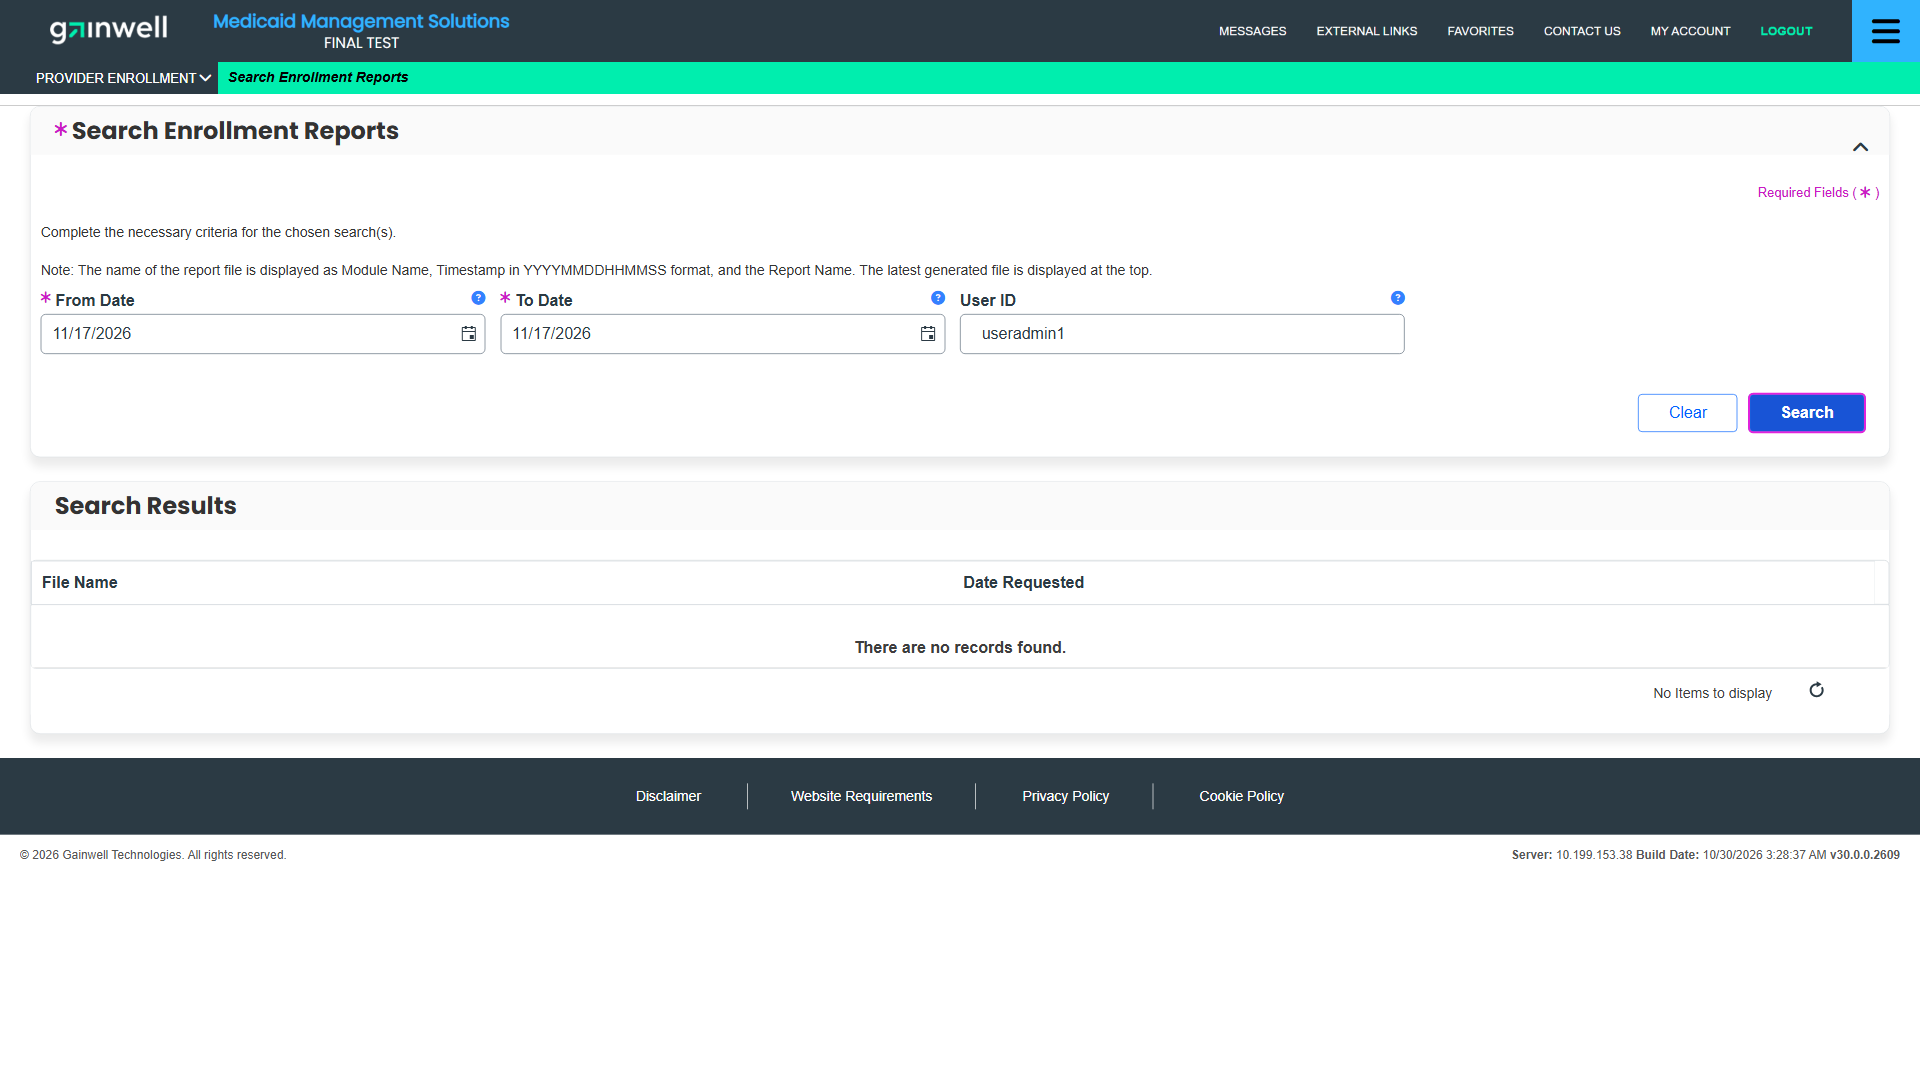 gainwell
Medicaid Management Solutions
FINAL TEST
MESSAGES
EXTERNAL LINKS
FAVORITES
CONTACT US
MY ACCOUNT
LOGOUT
PROVIDER ENROLLMENT
Search Enrollment Reports
* Search Enrollment Reports
Required Fields ( * )
Complete the necessary criteria for the chosen search(s).
Note: The name of the report file is displayed as Module Name, Timestamp in YYYYMMDDHHMMSS format, and the Report Name. The latest generated file is displayed at the top.
* From Date ?
* To Date ?
User ID ?
11/17/2026
11/17/2026
useradmin1
Clear
Search
Search Results
File Name
Date Requested
There are no records found.
No Items to display
Disclaimer
Website Requirements
Privacy Policy
Cookie Policy
© 2026 Gainwell Technologies. All rights reserved.
Server: 10.199.153.38 Build Date: 10/30/2026 3:28:37 AM v30.0.0.2609